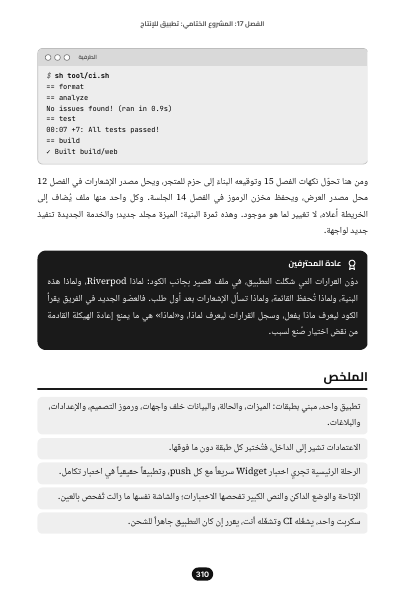 الفصل 17: المشروع الختامي: تطبيق للإنتاج
الطرفية
$ sh tool/ci.sh
== format
== analyze
No issues found! (ran in 0.9s)
== test
00:07 +7: All tests passed!
== build
✓ Built build/web
ومن هنا تحوّل نكهات الفصل 15 وتوقيعه البناءَ إلى حزم للمتجر، ويحل مصدر الإشعارات في الفصل 12
محل مصدر العرض، ويحفظ مخزن الرموز في الفصل 14 الجلسة. وكل واحد منها ملف يُضاف إلى
الخريطة أعلاه، لا تغيير لما هو موجود. وهذه ثمرة البنية: الميزة مجلد جديد؛ والخدمة الجديدة تنفيذ
جديد لواجهة.
عادة المحترفين
دوّن القرارات التي شكّلت التطبيق، في ملف قصير بجانب الكود: لماذا Riverpod، ولماذا هذه
البنية، ولماذا تُحفظ القائمة، ولماذا تسأل الإشعارات بعد أول طلب. فالعضو الجديد في الفريق يقرأ
الكود ليعرف ماذا يفعل، وسجل القرارات ليعرف لماذا، و«لماذا» هي ما يمنع إعادة الهيكلة القادمة
من نقض اختيار صُنع لسبب.
الملخص
تطبيق واحد، مبني بطبقات: الميزات، والحالة، والبيانات خلف واجهات، ورموز التصميم، والإعدادات،
والبلاغات.
الاعتمادات تشير إلى الداخل، فتُختبر كل طبقة دون ما فوقها.
الرحلة الرئيسية تجري اختبار Widget سريعاً مع كل push، وتطبيقاً حقيقياً في اختبار تكامل.
الإتاحة والوضع الداكن والنص الكبير تفحصها الاختبارات؛ والشاشة نفسها ما زالت تُفحص بالعين.
سكربت واحد، يشغّله CI وتشغّله أنت، يقرر إن كان التطبيق جاهزاً للشحن.
310